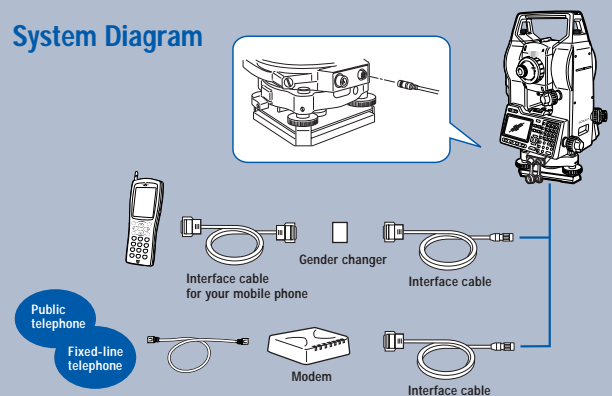 System Diagram
Gender changer
Interface cable
for your mobile phone
Interface cable
Public
telephone
Fixed-line
telephone
Modem
Interface cable